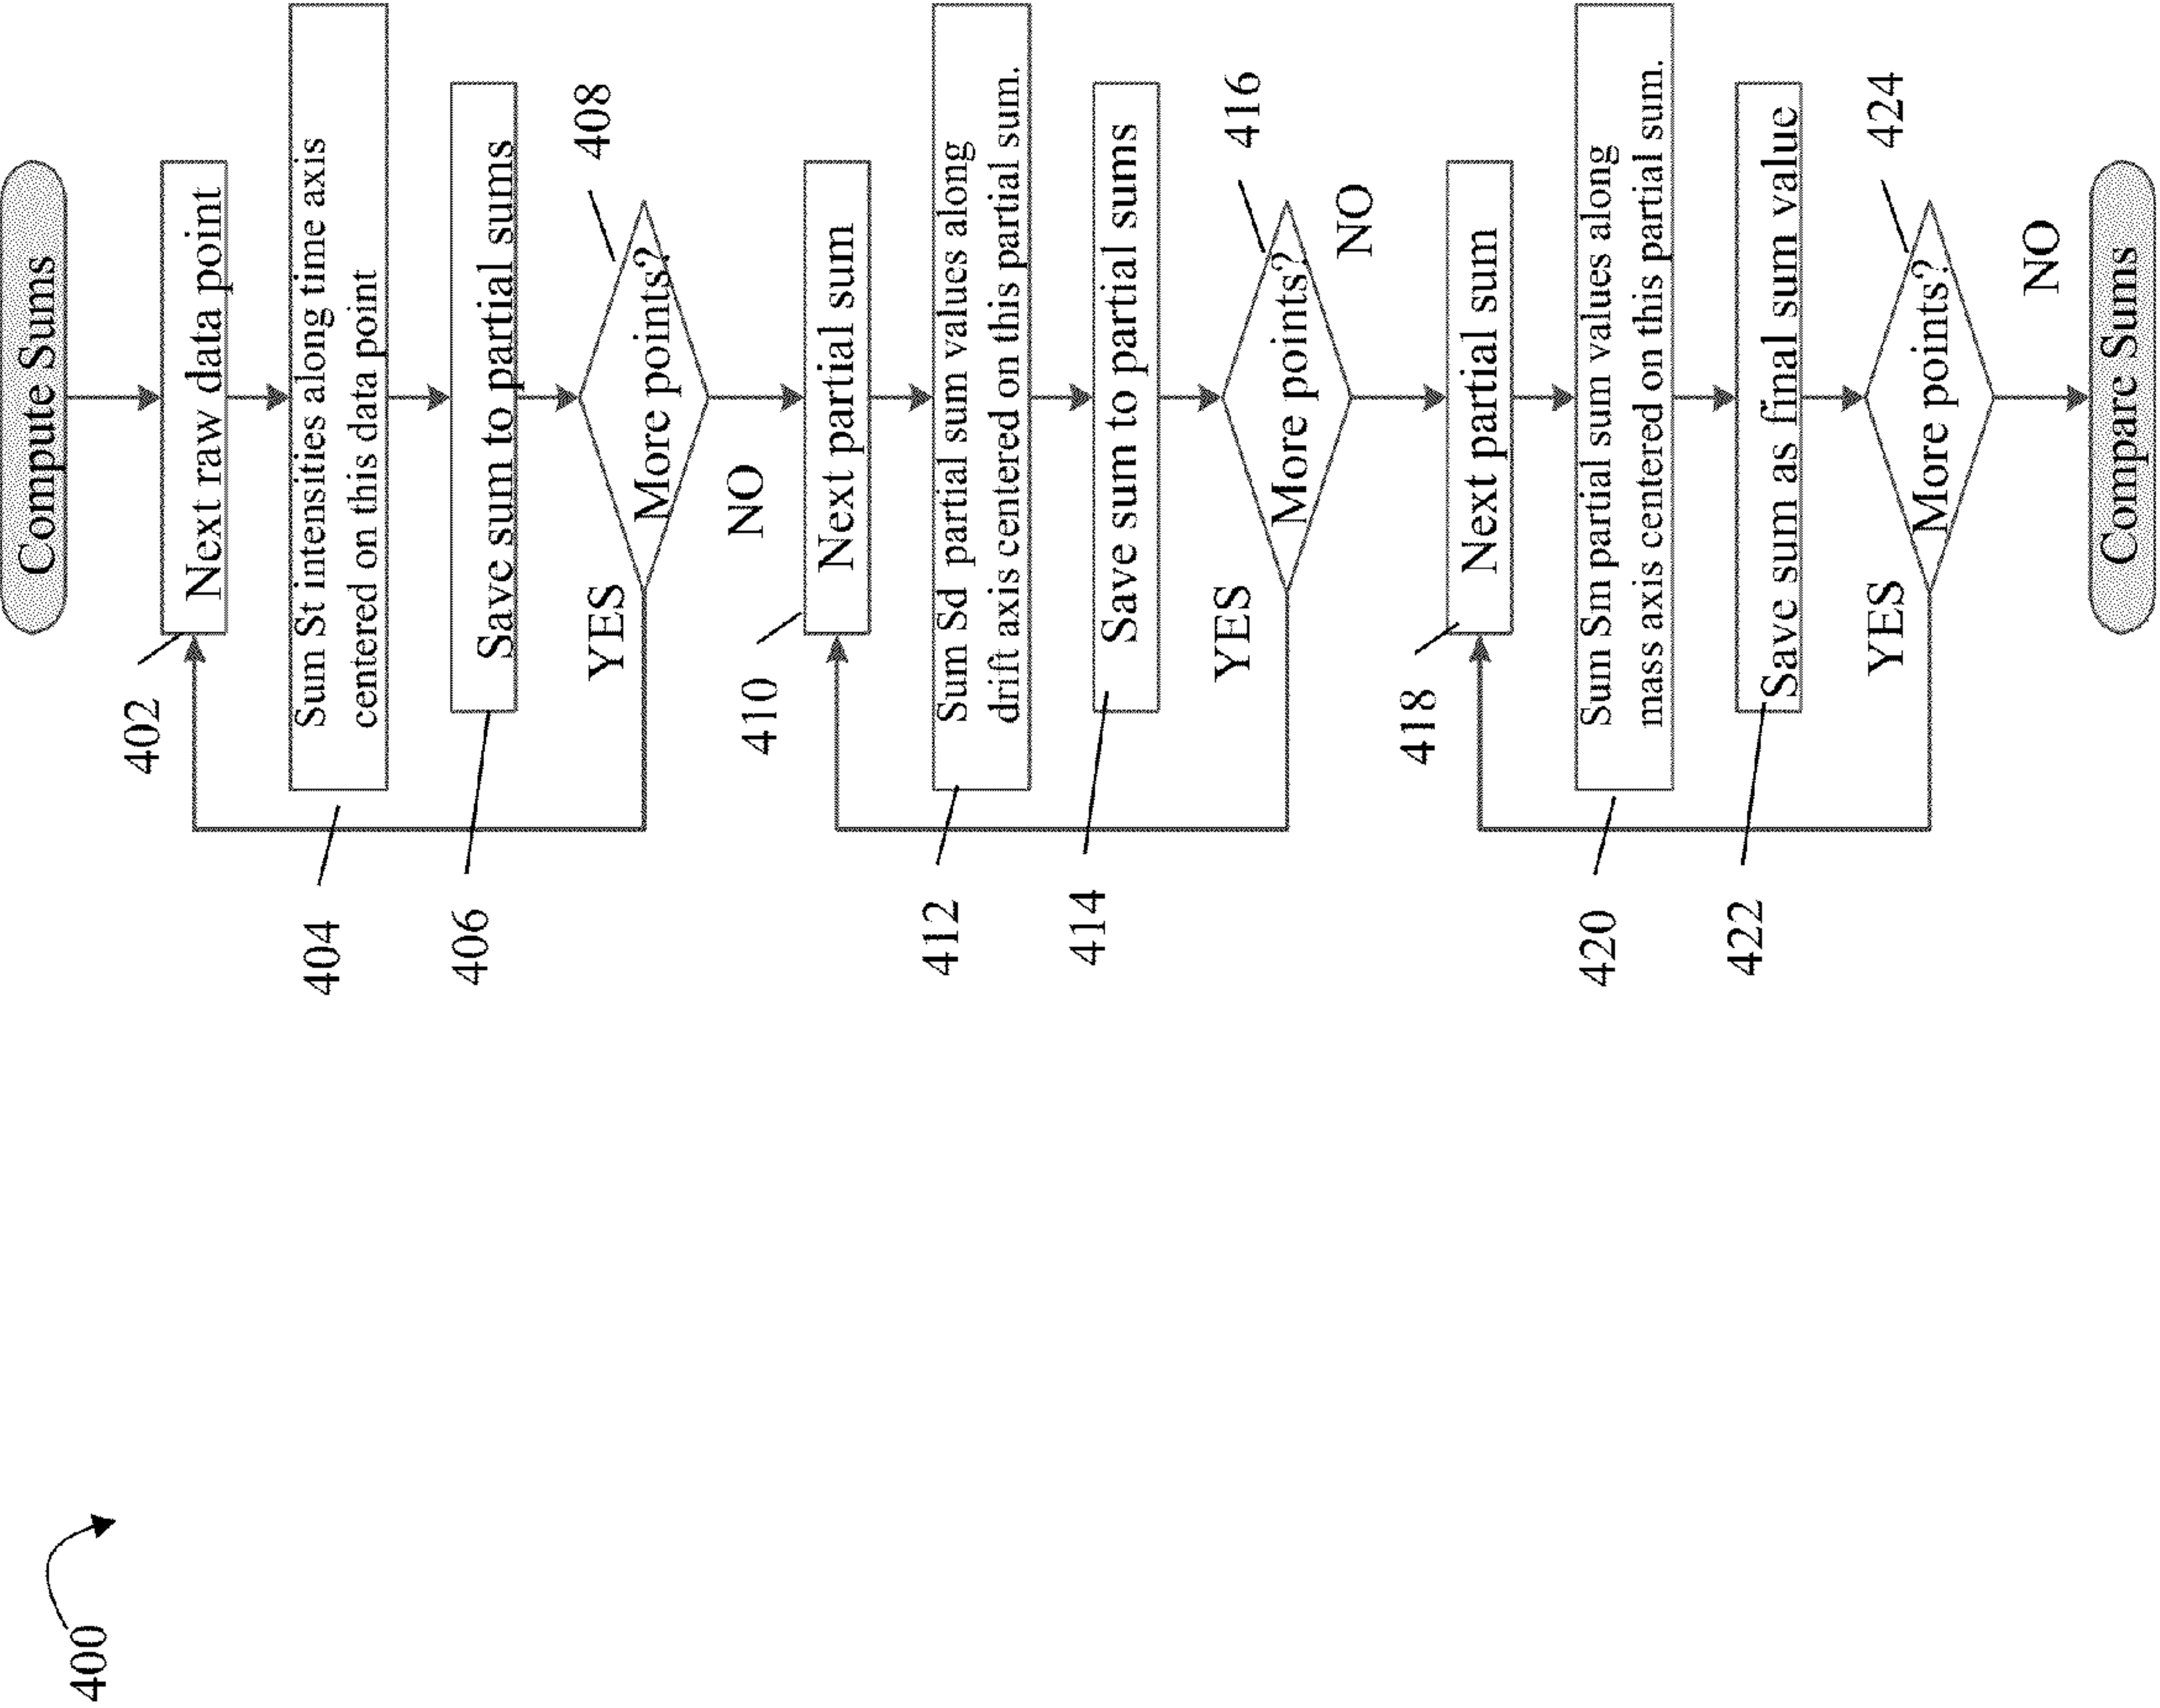 400
Compute Sums
402
Next raw data point
404
Sum St intensities along time axis
centered on this data point
406
Save sum to partial sums
408
More points?
YES
NO
410
Next partial sum
412
Sum Sd partial sum values along
drift axis centered on this partial sum.
414
Save sum to partial sums
416
More points?
YES
NO
418
Next partial sum
420
Sum Sm partial sum values along
mass axis centered on this partial sum.
422
Save sum as final sum value
424
More points?
YES
NO
Compare Sums